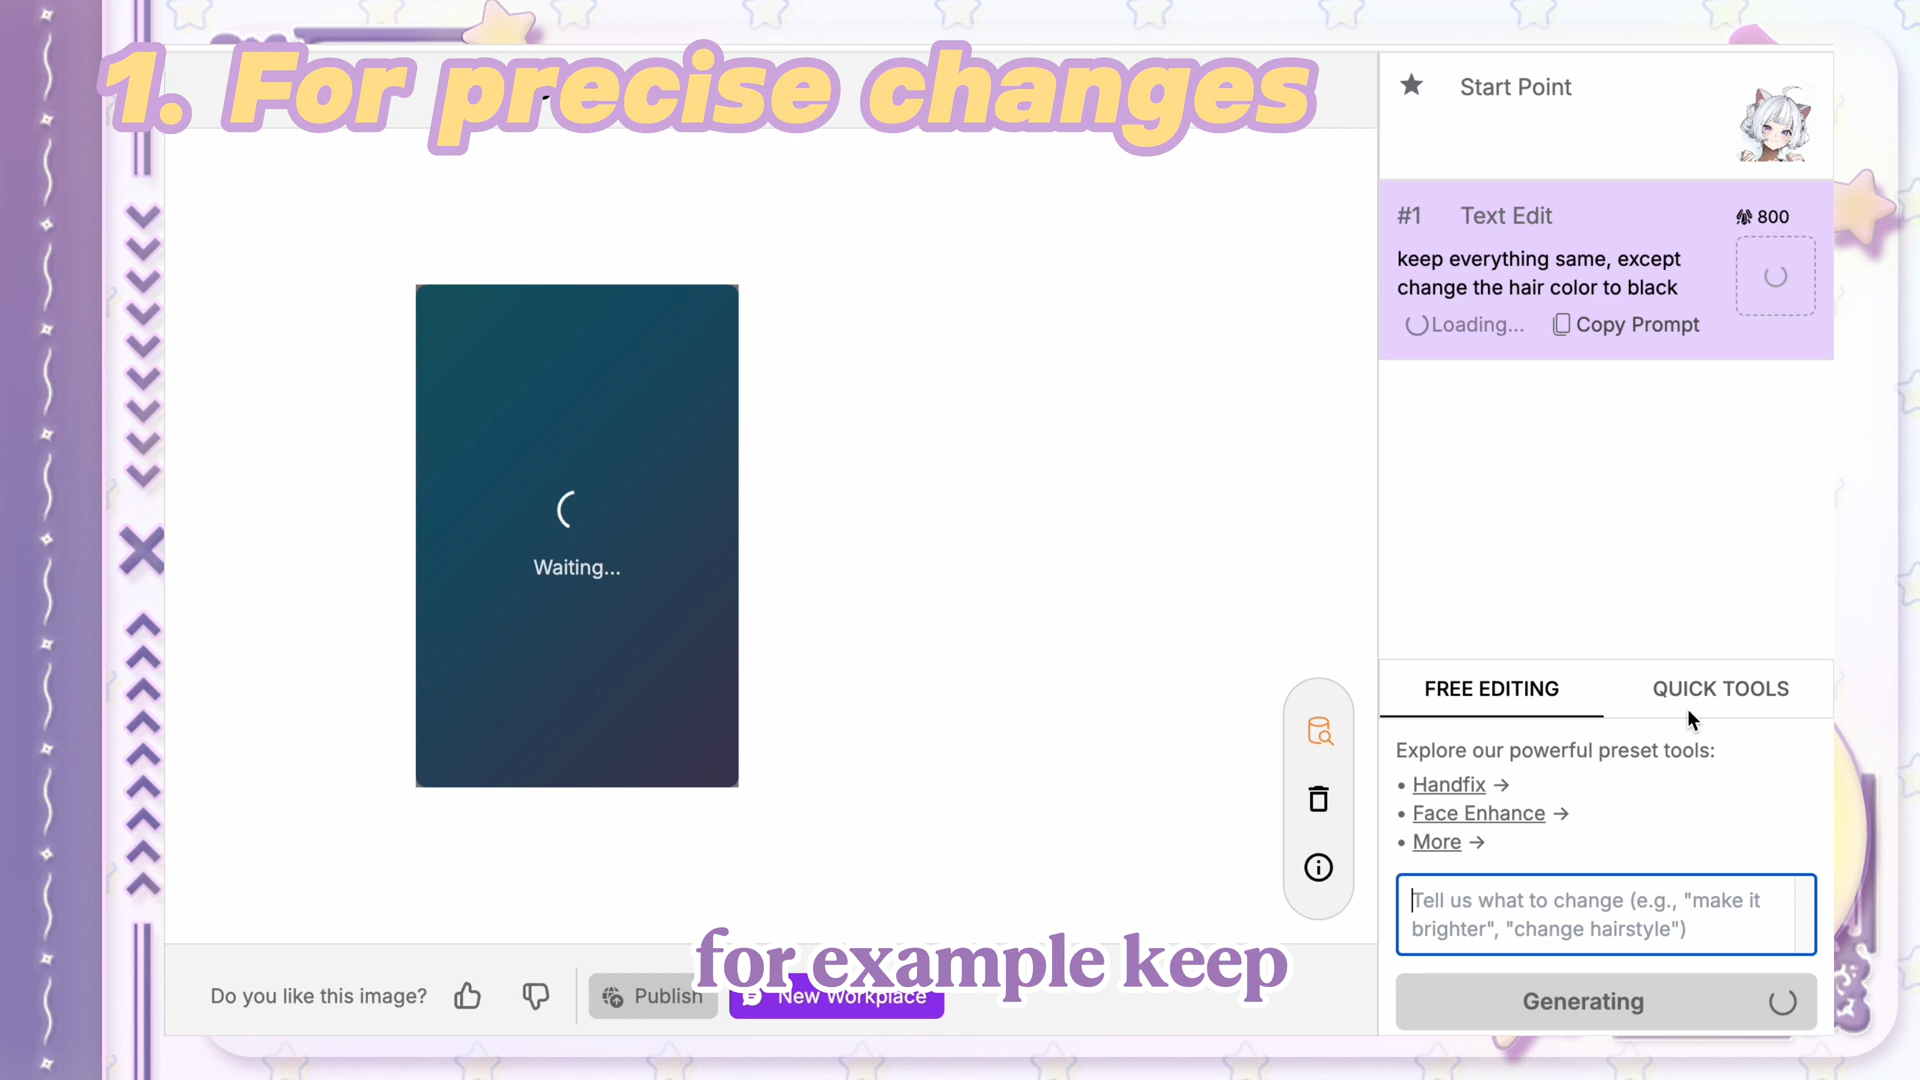 1. For precise changes
Start Point
#1 Text Edit 800
keep everything same, except
change the hair color to black
Loading... Copy Prompt
Waiting...
FREE EDITING QUICK TOOLS
Explore our powerful preset tools:
• Handfix →
• Face Enhance →
• More →
Tell us what to change (e.g., "make it
brighter", "change hairstyle")
for example keep
Do you like this image? Publish New Workplace
Generating